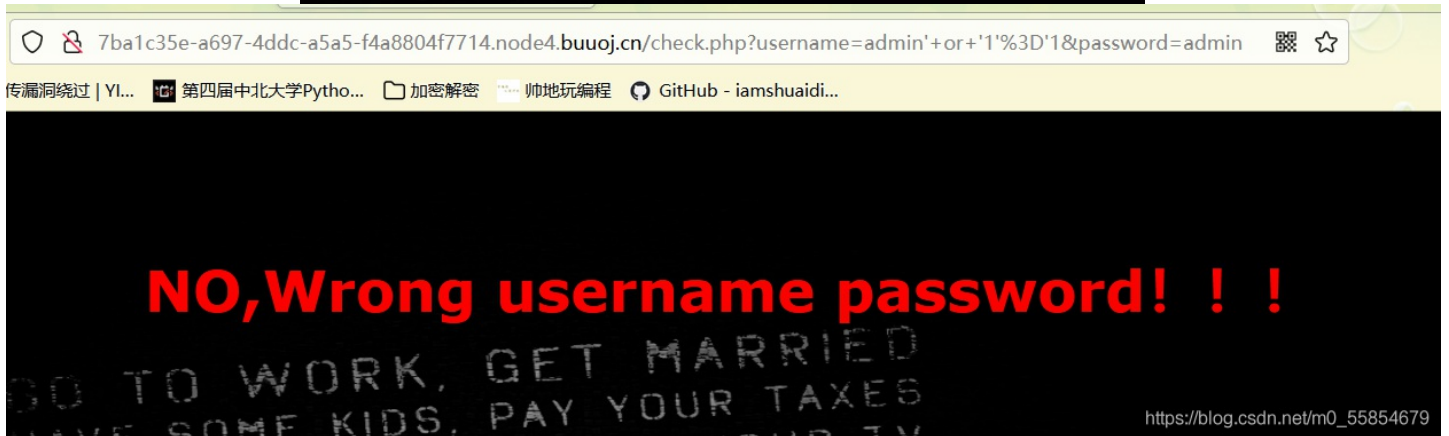 7ba1c35e-a697-4ddc-a5a5-f4a8804f7714.node4.buuoj.cn/check.php?username=admin'+or+'1'%3D'1&password=admin
传漏洞绕过 | YI... 第四届中北大学Pytho... 加密解密 帅地玩编程 GitHub - iamshuaidi...
NO,Wrong username password！！！
GO TO WORK, GET MARRIED
HAVE SOME KIDS, PAY YOUR TAXES
https://blog.csdn.net/m0_55854679